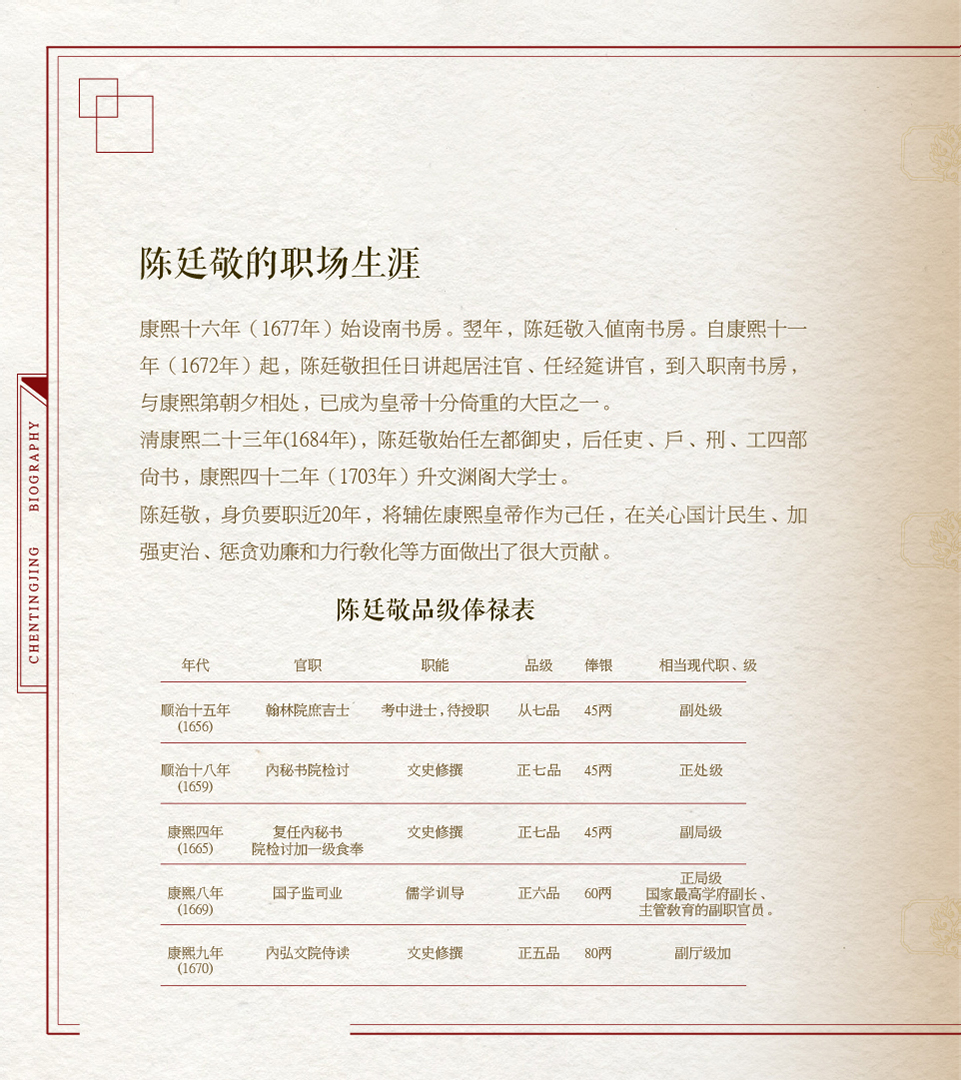 陈廷敬的职场生涯
康熙十六年（1677年）始设南书房。翌年，陈廷敬入値南书房。自康熙十一
年（1672年）起，陈廷敬担任日讲起居注官、任经筵讲官，到入职南书房，
与康熙第朝夕相处，已成为皇帝十分倚重的大臣之一。
清康熙二十三年(1684年)，陈廷敬始任左都御史，后任吏、戶、刑、工四部
尙书，康熙四十二年（1703年）升文渊阁大学士。
陈廷敬，身负要职近20年，将辅佐康熙皇帝作为己任，在关心国计民生、加
强吏治、惩贪劝廉和力行敎化等方面做出了很大贡献。
BIOGRAPHY
CHENTINGJING
陈廷敬品级俸禄表
年代 官职 职能 品级 俸银 相当现代职、级
顺治十五年 翰林院庶吉士 考中进士，待授职 从七品 45两 副处级
(1656)
顺治十八年 內秘书院检讨 文史修撰 正七品 45两 正处级
(1659)
康熙四年 复任內秘书 文史修撰 正七品 45两 副局级
(1665) 院检讨加一级食奉
正局级
康熙八年 国子监司业 儒学训导 正六品 60两 国家最高学府副长、
(1669) 主管敎育的副职官员。
康熙九年 內弘文院侍读 文史修撰 正五品 80两 副厅级加
(1670)